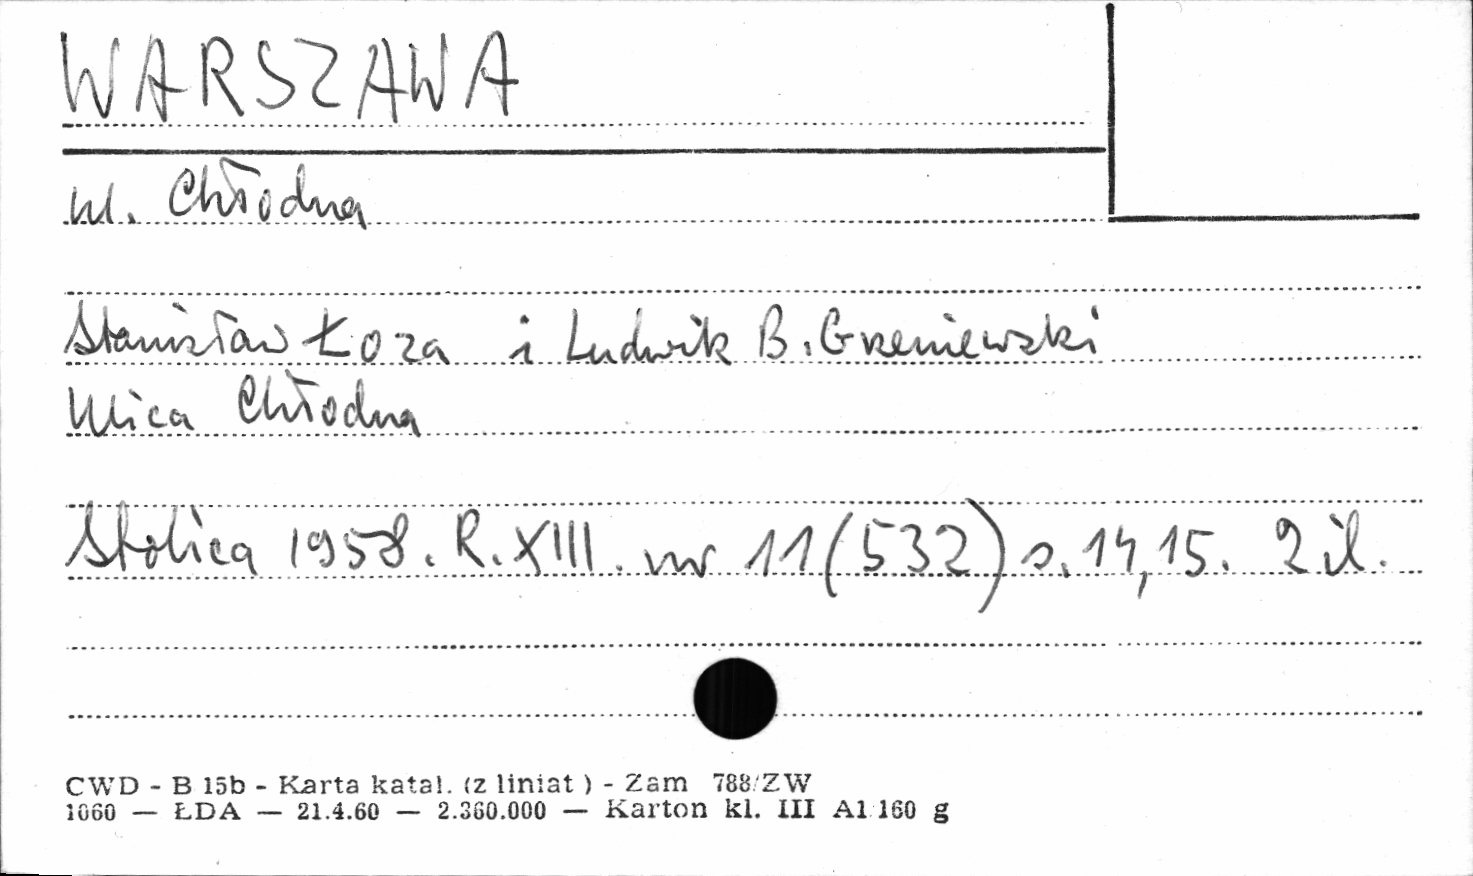 WARSZAWA
ul. Chłodna
Stanisław Łoza i Ludwik B. Grzeniewski
Ulica Chłodna
Stolica 1958. R. XIII. nr 11(532) s. 14,15. 2 il.
CWD - B 15b - Karta katal. (z liniat ) - Zam 788/ZW
1060 — ŁDA — 21.4.60 — 2.360.000 — Karton kl. III A1 160 g